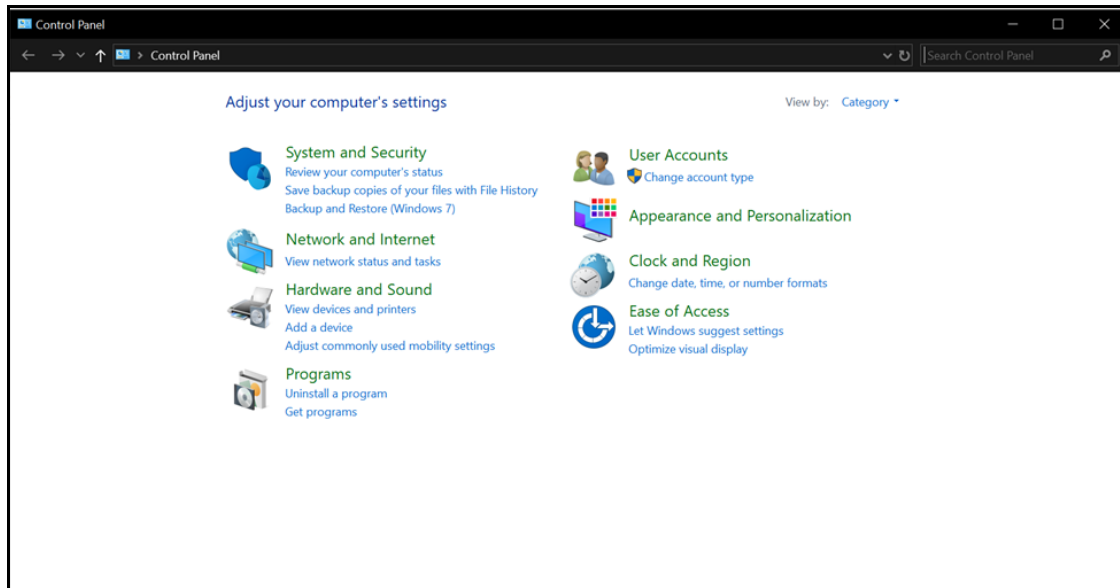 Control Panel
Control Panel
Search Control Panel
Adjust your computer's settings
View by: Category
System and Security
Review your computer's status
Save backup copies of your files with File History
Backup and Restore (Windows 7)
Network and Internet
View network status and tasks
Hardware and Sound
View devices and printers
Add a device
Adjust commonly used mobility settings
Programs
Uninstall a program
Get programs
User Accounts
Change account type
Appearance and Personalization
Clock and Region
Change date, time, or number formats
Ease of Access
Let Windows suggest settings
Optimize visual display